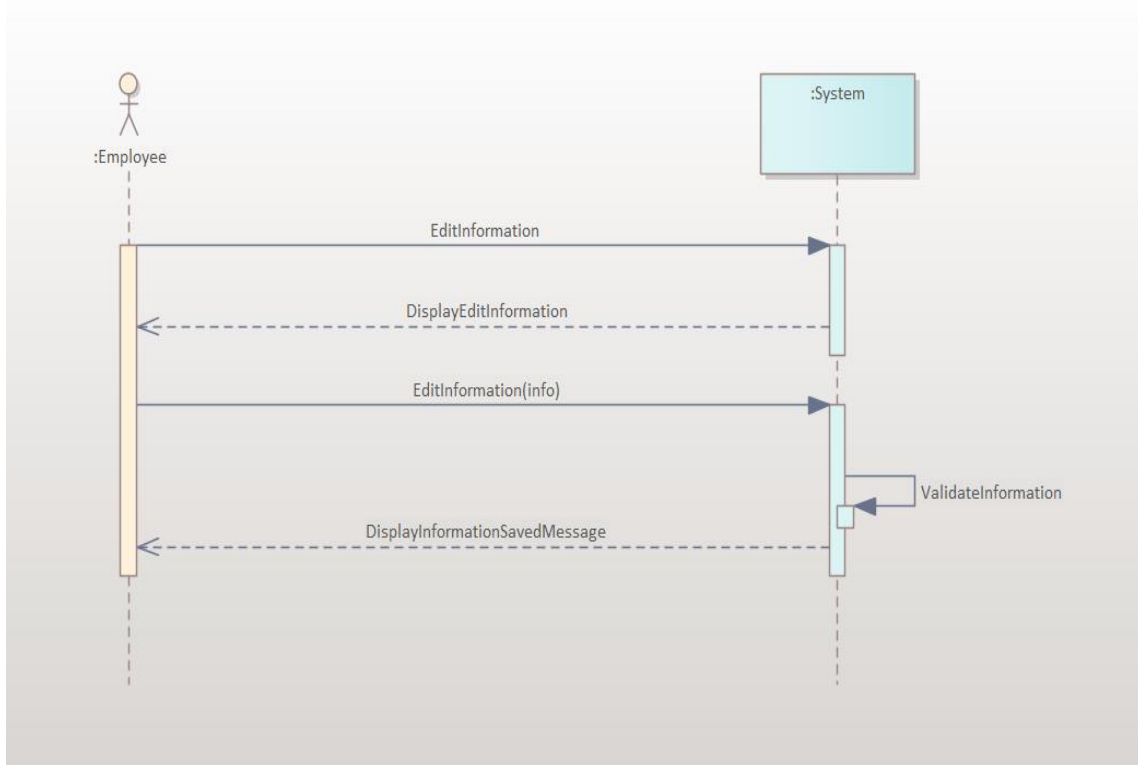 :System
:Employee
EditInformation
DisplayEditInformation
EditInformation(info)
ValidateInformation
DisplayInformationSavedMessage